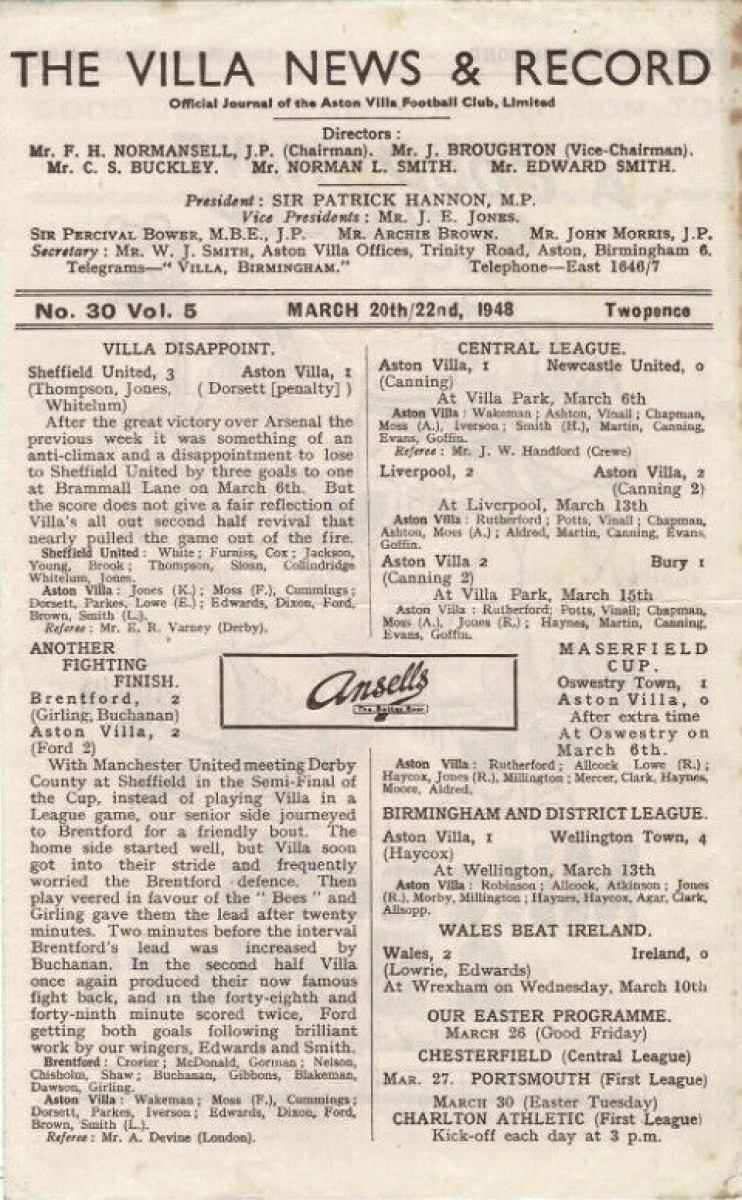 THE VILLA NEWS & RECORD
Official Journal of the Aston Villa Football Club, Limited
Directors :
Mr. F. H. NORMANSELL, J.P. (Chairman). Mr. J. BROUGHTON (Vice-Chairman).
Mr. C. S. BUCKLEY. Mr. NORMAN L. SMITH. Mr. EDWARD SMITH.
President : SIR PATRICK HANNON, M.P.
Vice Presidents : MR. J. E. JONES.
SIR PERCIVAL BOWER, M.B.E., J.P. MR. ARCHIE BROWN. MR. JOHN MORRIS, J.P.
Secretary : MR. W. J. SMITH, Aston Villa Offices, Trinity Road, Aston, Birmingham 6.
Telegrams—" VILLA, BIRMINGHAM." Telephone—East 1646/7
No. 30 Vol. 5 MARCH 20th/22nd, 1948 Twopence
VILLA DISAPPOINT.
Sheffield United, 3 Aston Villa, 1
(Thompson, Jones, ( Dorsett [penalty] )
Whitelum)
After the great victory over Arsenal the
previous week it was something of an
anti-climax and a disappointment to lose
to Sheffield United by three goals to one
at Brammall Lane on March 6th. But
the score does not give a fair reflection of
Villa's all out second half revival that
nearly pulled the game out of the fire.
Sheffield United : White ; Furniss, Cox ; Jackson,
Young, Brook ; Thompson, Sloan, Collindridge
Whitelum, Jones.
Aston Villa : Jones (K.) ; Moss (F.), Cummings ;
Dorsett, Parkes, Lowe (E.) ; Edwards, Dixon, Ford,
Brown, Smith (L.).
Referee : Mr. E. R. Varney (Derby).
ANOTHER
FIGHTING
FINISH.
Brentford, 2
(Girling, Buchanan)
Aston Villa, 2
(Ford 2)
With Manchester United meeting Derby
County at Sheffield in the Semi-Final of
the Cup, instead of playing Villa in a
League game, our senior side journeyed
to Brentford for a friendly bout. The
home side started well, but Villa soon
got into their stride and frequently
worried the Brentford defence. Then
play veered in favour of the " Bees " and
Girling gave them the lead after twenty
minutes. Two minutes before the interval
Brentford's lead was increased by
Buchanan. In the second half Villa
once again produced their now famous
fight back, and in the forty-eighth and
forty-ninth minute scored twice, Ford
getting both goals following brilliant
work by our wingers, Edwards and Smith.
Brentford : Crozier ; McDonald, Gorman ; Nelson,
Chisholm, Shaw ; Buchanan, Gibbons, Blakeman,
Dawson, Girling.
Aston Villa : Wakeman ; Moss (F.), Cummings ;
Dorsett, Parkes, Iverson ; Edwards, Dixon, Ford,
Brown, Smith (L.).
Referee : Mr. A. Devine (London).
Ansells
The Better Beer
CENTRAL LEAGUE.
Aston Villa, 1 Newcastle United, 0
(Canning)
At Villa Park, March 6th
Aston Villa : Wakeman ; Ashton, Vinall ; Chapman,
Moss (A.), Iverson ; Smith (H.), Martin, Canning,
Evans, Goffin.
Referee : Mr. J. W. Handford (Crewe)
Liverpool, 2 Aston Villa, 2
(Canning 2)
At Liverpool, March 13th
Aston Villa : Rutherford ; Potts, Vinall ; Chapman,
Ashton, Moss (A.) ; Aldred, Martin, Canning, Evans,
Goffin.
Aston Villa 2 Bury 1
(Canning 2)
At Villa Park, March 15th
Aston Villa : Rutherford; Potts, Vinall; Chapman,
Moss (A.), Jones (R.) ; Haynes, Martin, Canning,
Evans, Goffin.
MASERFIELD
CUP.
Oswestry Town, 1
Aston Villa, 0
After extra time
At Oswestry on
March 6th.
Aston Villa : Rutherford ; Allcock Lowe (R.) ;
Haycox, Jones (R.), Millington ; Mercer, Clark, Haynes,
Moore, Aldred.
BIRMINGHAM AND DISTRICT LEAGUE.
Aston Villa, 1 Wellington Town, 4
(Haycox)
At Wellington, March 13th
Aston Villa : Robinson ; Allcock, Atkinson ; Jones
(R.), Morby, Millington ; Haynes, Haycox, Agar, Clark,
Allsopp.
WALES BEAT IRELAND.
Wales, 2 Ireland, 0
(Lowrie, Edwards)
At Wrexham on Wednesday, March 10th
OUR EASTER PROGRAMME.
MARCH 26 (Good Friday)
CHESTERFIELD (Central League)
MAR. 27. PORTSMOUTH (First League)
MARCH 30 (Easter Tuesday)
CHARLTON ATHLETIC (First League)
Kick-off each day at 3 p.m.